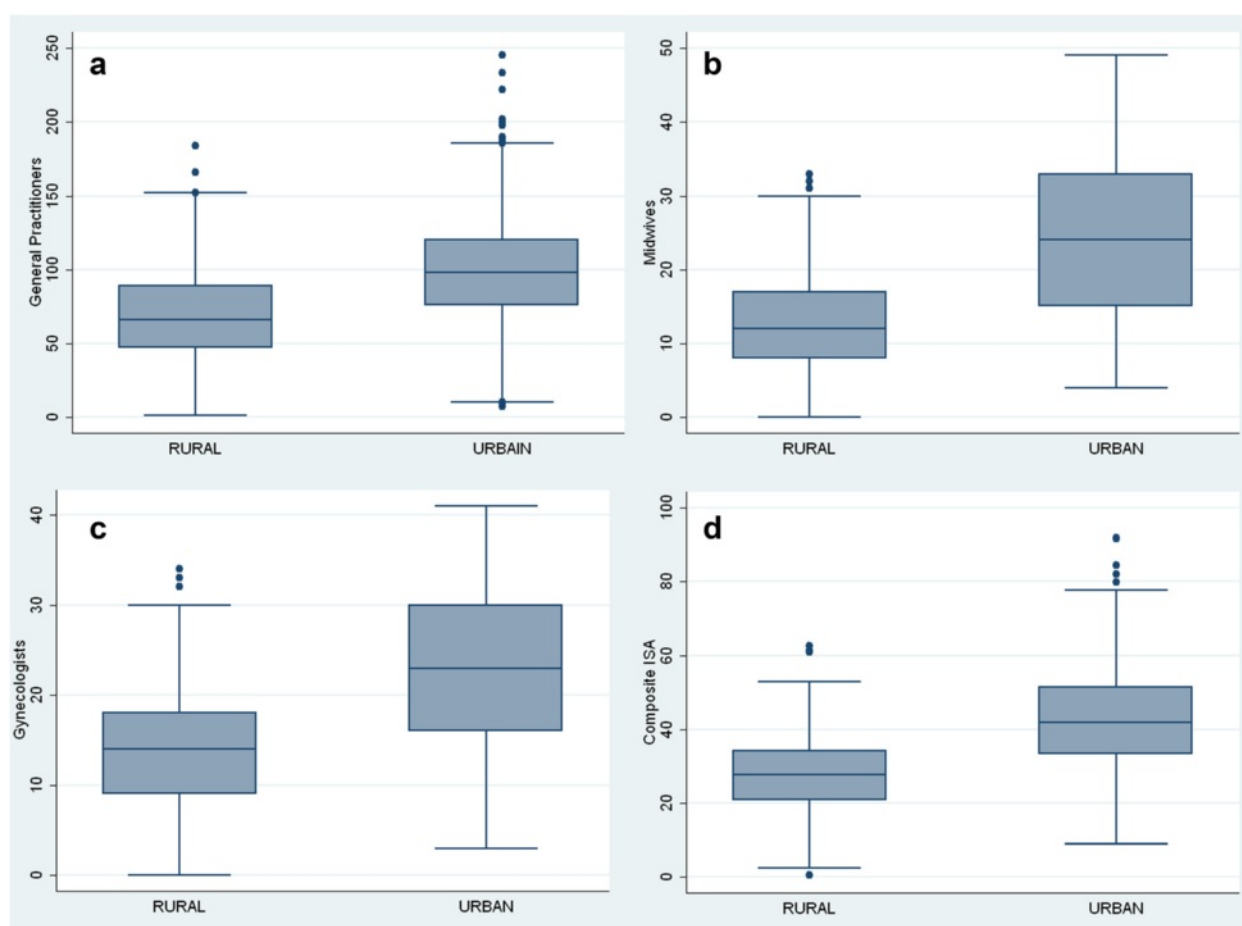 a
General Practitioners
250
200
150
100
50
0
RURAL
URBAIN
b
Midwives
50
40
30
20
10
0
RURAL
URBAN
c
Gynecologists
40
30
20
10
0
RURAL
URBAN
d
Composite ISA
100
80
60
40
20
0
RURAL
URBAN